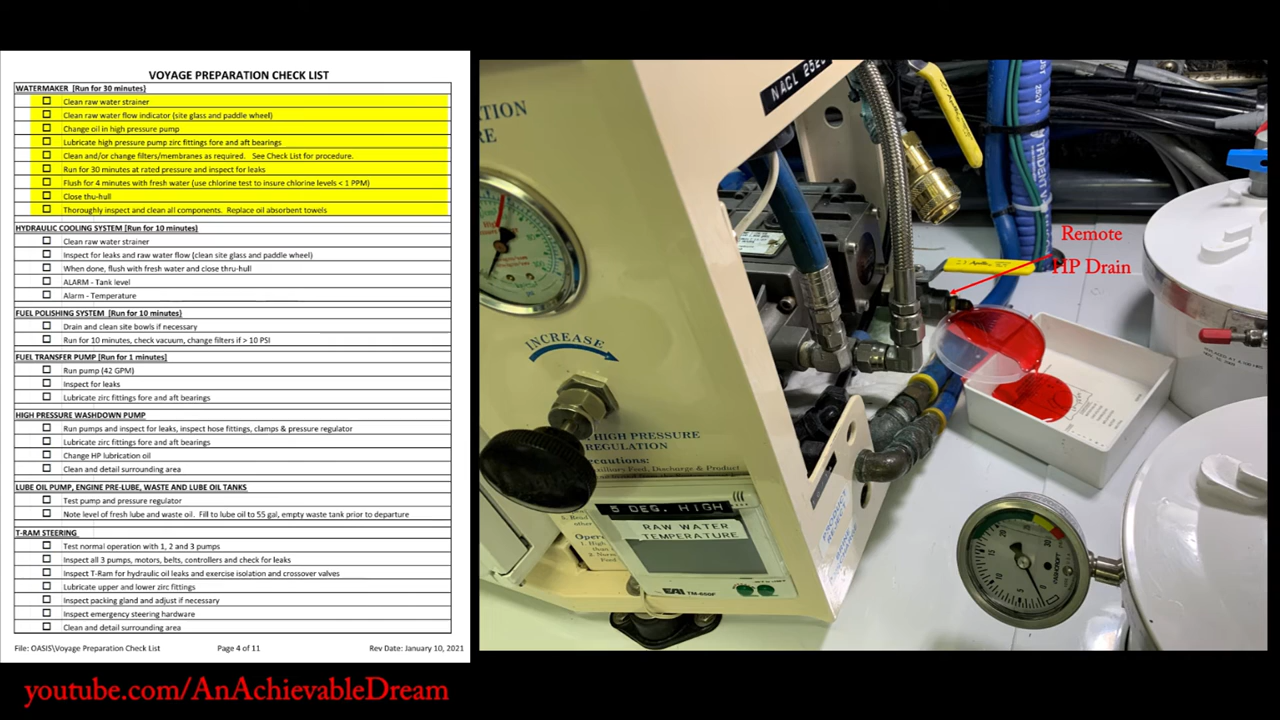 VOYAGE PREPARATION CHECK LIST
WATERMAKER [Run for 30 minutes]
Clean raw water strainer
Clean raw water flow indicator (site glass and paddle wheel)
Change oil in high pressure pump
Lubricate high pressure pump zirc fittings fore and aft bearings
Clean and/or change filters/membranes as required. See Check List for procedure.
Run for 30 minutes at rated pressure and inspect for leaks
Flush for 4 minutes with fresh water (use chlorine test to insure chlorine levels < 1 PPM)
Close thu-hull
Thoroughly inspect and clean all components. Replace oil absorbent towels
HYDRAULIC COOLING SYSTEM [Run for 10 minutes]
Clean raw water strainer
Inspect for leaks and raw water flow (clean site glass and paddle wheel)
When done, flush with fresh water and close thru-hull
ALARM - Tank level
Alarm - Temperature
FUEL POLISHING SYSTEM [Run for 10 minutes]
Drain and clean site bowls if necessary
Run for 10 minutes, check vacuum, change filters if > 10 PSI
FUEL TRANSFER PUMP [Run for 1 minutes]
Run pump (42 GPM)
Inspect for leaks
Lubricate zirc fittings fore and aft bearings
HIGH PRESSURE WASHDOWN PUMP
Run pumps and inspect for leaks, inspect hose fittings, clamps & pressure regulator
Lubricate zirc fittings fore and aft bearings
Change HP lubrication oil
Clean and detail surrounding area
LUBE OIL PUMP, ENGINE PRE-LUBE, WASTE AND LUBE OIL TANKS
Test pump and pressure regulator
Note level of fresh lube and waste oil. Fill to lube oil to 55 gal, empty waste tank prior to departure
T-RAM STEERING
Test normal operation with 1, 2 and 3 pumps
Inspect all 3 pumps, motors, belts, controllers and check for leaks
Inspect T-Ram for hydraulic oil leaks and exercise isolation and crossover valves
Lubricate upper and lower zirc fittings
Inspect packing gland and adjust if necessary
Inspect emergency steering hardware
Clean and detail surrounding area
File: OASIS\Voyage Preparation Check List Page 4 of 11 Rev Date: January 10, 2021
youtube.com/AnAchievableDream
NACL
TRIDENT
252V
Remote
HP Drain
INCREASE
HIGH PRESSURE
REGULATION
Precautions:
Feed, Discharge & Product
5 DEG. HIGH
RAW WATER
TEMPERATURE
EAI TM-650F